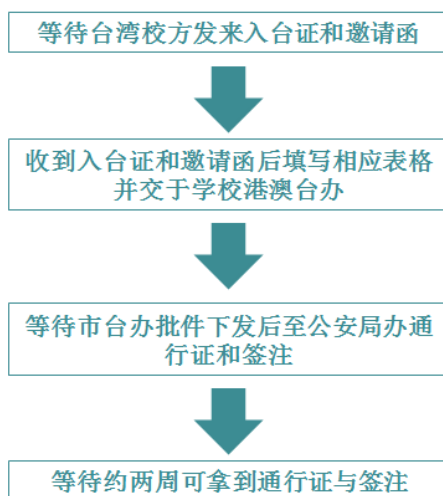 等待台湾校方发来入台证和邀请函
收到入台证和邀请函后填写相应表格
并交于学校港澳台办
等待市台办批件下发后至公安局办通
行证和签注
等待约两周可拿到通行证与签注